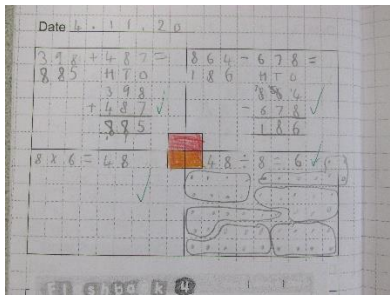 Date 4.11.20
398 + 487 =
885 HTO
398
+ 487
885
864 - 678 =
186 HTO
- 678
186
8 x 6 = 48
48 ÷ 8 = 6
4